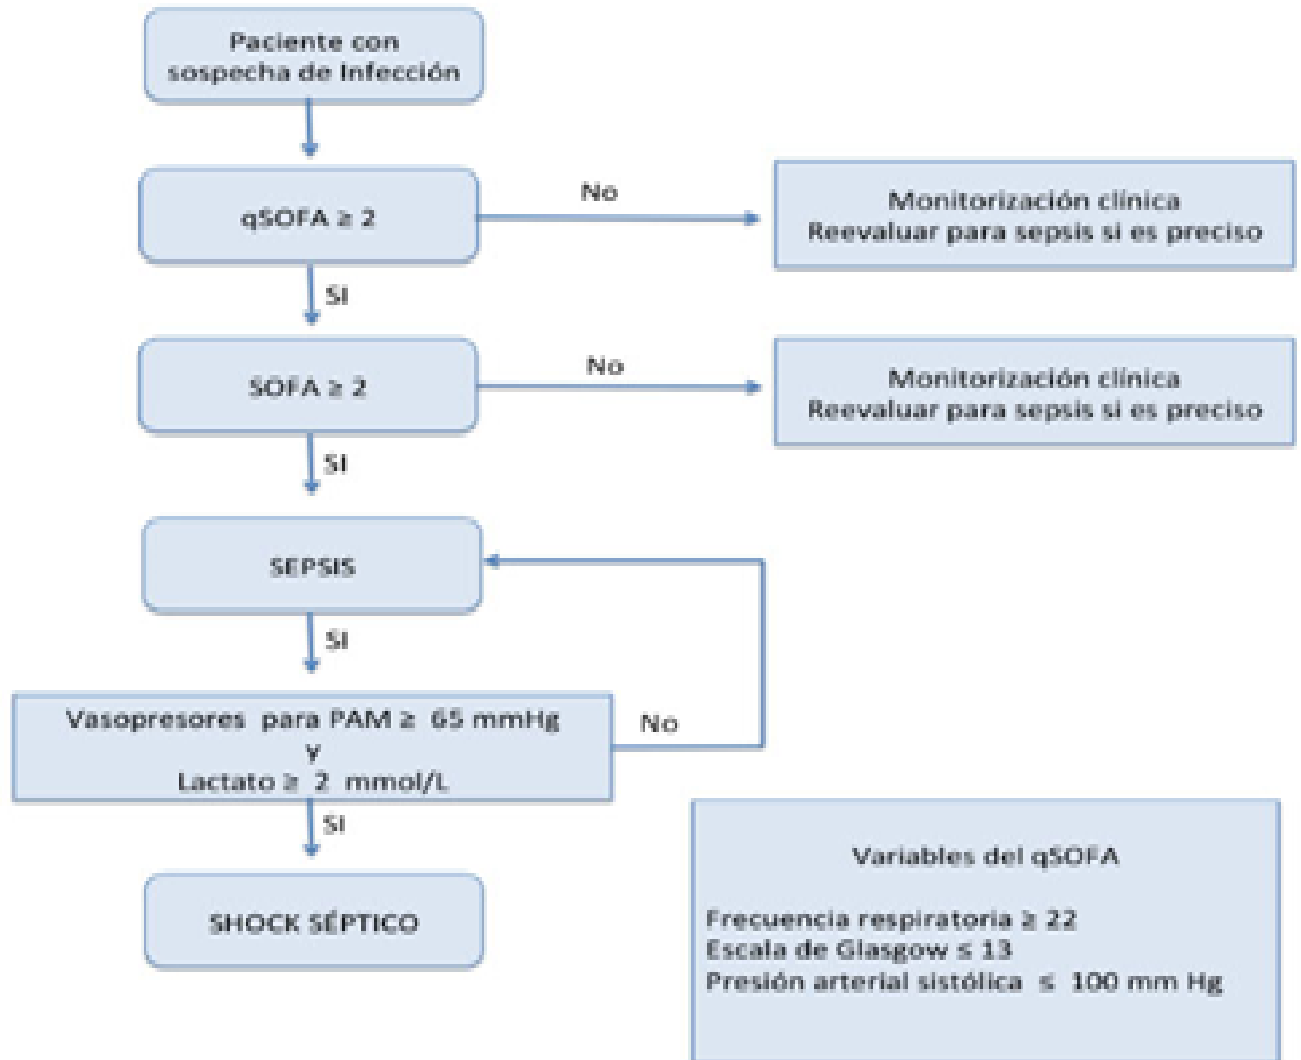 Paciente con
sospecha de Infección
qSOFA ≥ 2
No
Monitorización clínica
Reevaluar para sepsis si es preciso
SI
SOFA ≥ 2
No
Monitorización clínica
Reevaluar para sepsis si es preciso
SI
SEPSIS
SI
Vasopresores para PAM ≥ 65 mmHg
y
Lactato ≥ 2 mmol/L
No
SI
SHOCK SÉPTICO
Variables del qSOFA
Frecuencia respiratoria ≥ 22
Escala de Glasgow ≤ 13
Presión arterial sistólica ≤ 100 mm Hg